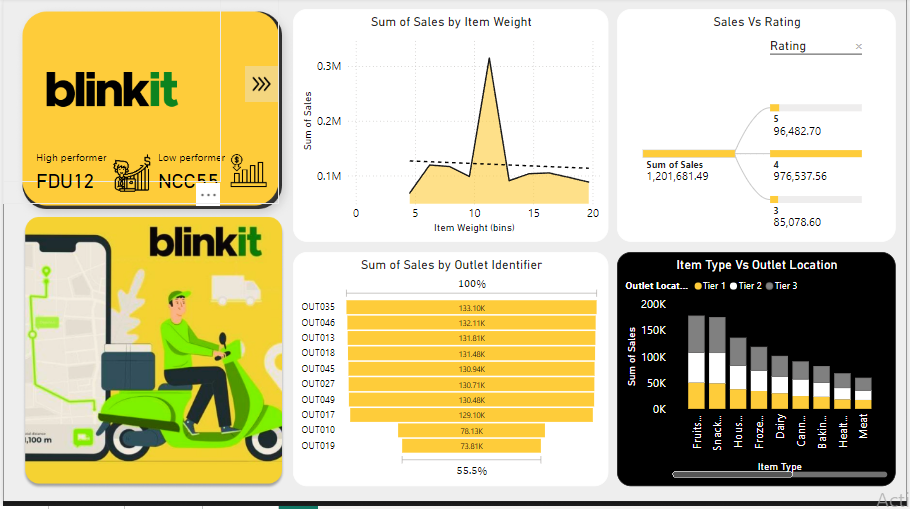 blinkit
High performer
Low performer
FDU12
NCC55
...
blinkit
1,100 m
Sum of Sales by Item Weight
Sum of Sales
0.3M
0.2M
0.1M
0
5
10
15
20
Item Weight (bins)
Sales Vs Rating
Rating
×
Sum of Sales
1,201,681.49
5
96,482.70
4
976,537.56
3
85,078.60
Sum of Sales by Outlet Identifier
100%
OUT035 133.10K
OUT046 132.11K
OUT013 131.81K
OUT018 131.48K
OUT045 130.94K
OUT027 130.71K
OUT049 130.48K
OUT017 129.10K
OUT010 78.13K
OUT019 73.81K
55.5%
Item Type Vs Outlet Location
Outlet Locat... Tier 1 Tier 2 Tier 3
Sum of Sales
200K
150K
100K
50K
0K
Fruits...
Snack...
Hous...
Froze...
Dairy
Cann...
Bakin...
Healt...
Meat
Item Type
Acti